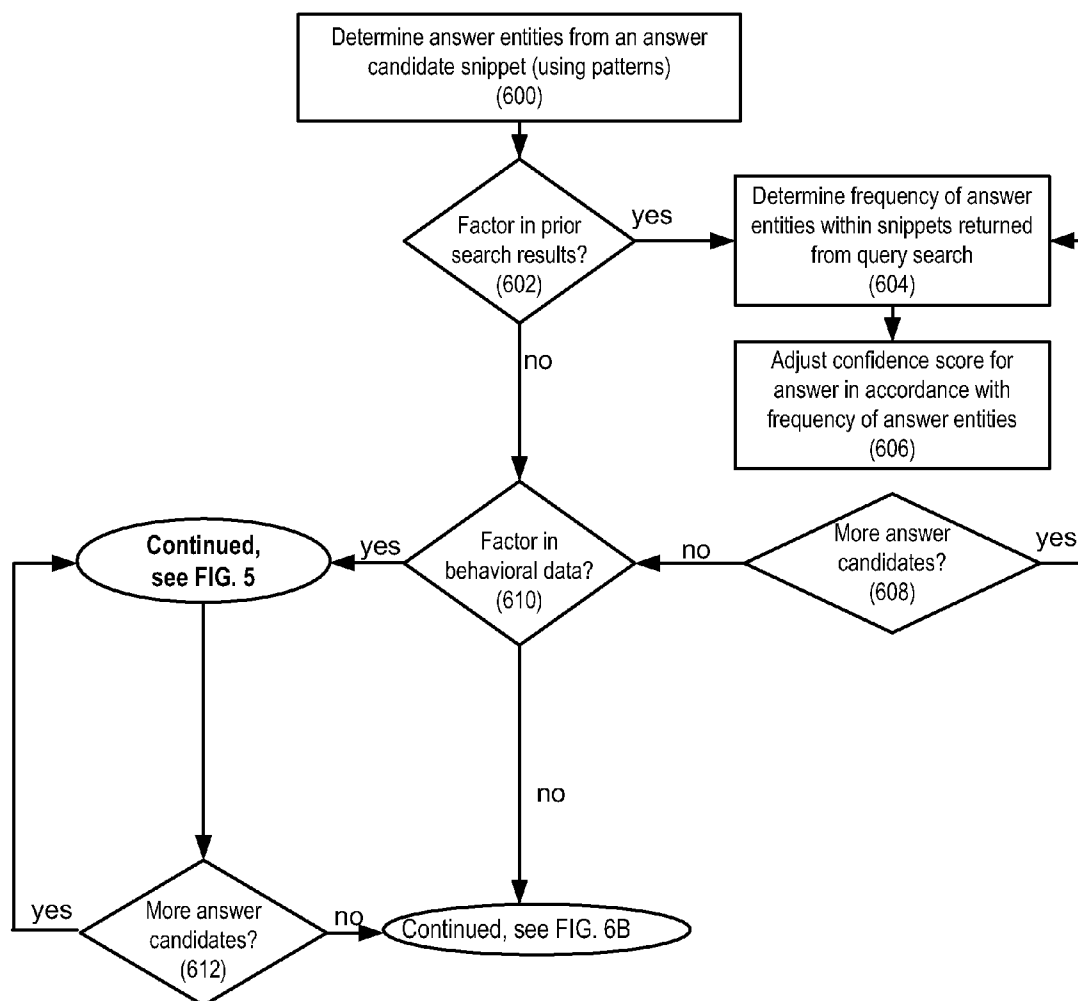 Determine answer entities from an answer
candidate snippet (using patterns)
(600)
Factor in prior
search results?
(602)
yes
Determine frequency of answer
entities within snippets returned
from query search
(604)
no
Adjust confidence score for
answer in accordance with
frequency of answer entities
(606)
Continued,
see FIG. 5
yes
Factor in
behavioral data?
(610)
no
More answer
candidates?
(608)
yes
no
yes
More answer
candidates?
(612)
no
Continued, see FIG. 6B